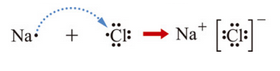 Na· + ·Cl: → Na⁺ [:Cl:]⁻